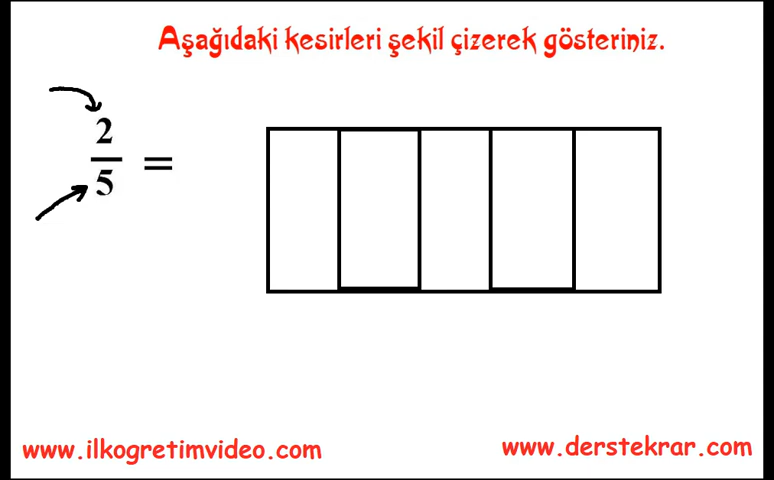 Aşağıdaki kesirleri şekil çizerek gösteriniz.
2
5 =
www.ilkogretimvideo.com
www.derstekrar.com